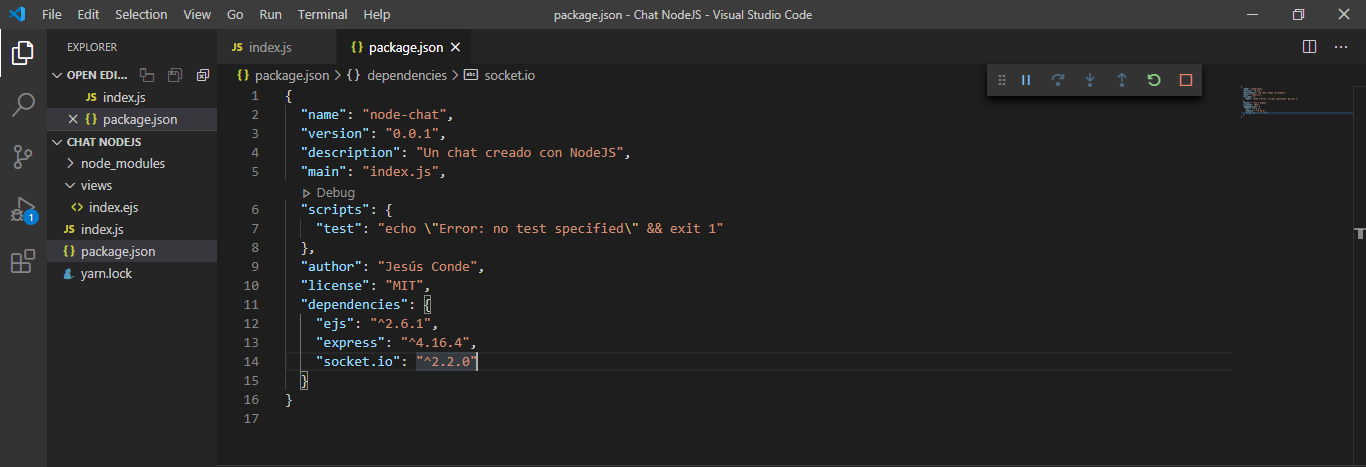 File Edit Selection View Go Run Terminal Help package.json - Chat NodeJS - Visual Studio Code
EXPLORER
OPEN EDI...
JS index.js
{} package.json
CHAT NODEJS
node_modules
views
<> index.ejs
JS index.js
{} package.json
yarn.lock
1
JS index.js {} package.json
{} package.json > {} dependencies > abc socket.io
1 {
2 "name": "node-chat",
3 "version": "0.0.1",
4 "description": "Un chat creado con NodeJS",
5 "main": "index.js",
Debug
6 "scripts": {
7 "test": "echo \"Error: no test specified\" && exit 1"
8 },
9 "author": "Jesús Conde",
10 "license": "MIT",
11 "dependencies": {
12 "ejs": "^2.6.1",
13 "express": "^4.16.4",
14 "socket.io": "^2.2.0"
15 }
16 }
17